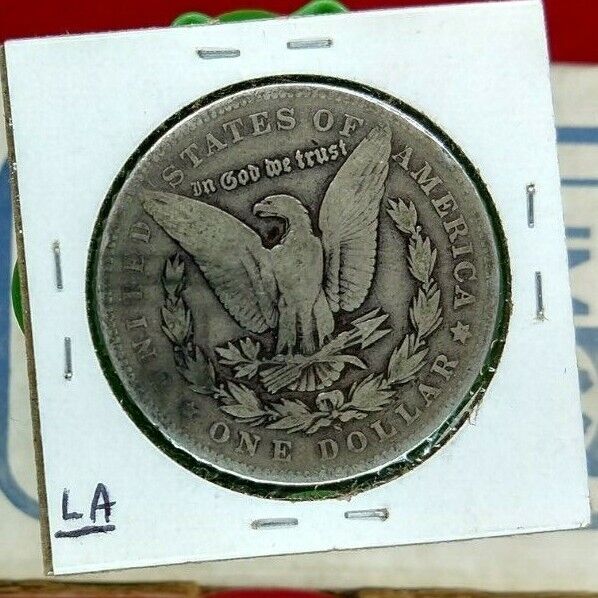 UNITED STATES OF AMERICA
In God we trust
ONE DOLLAR
LA